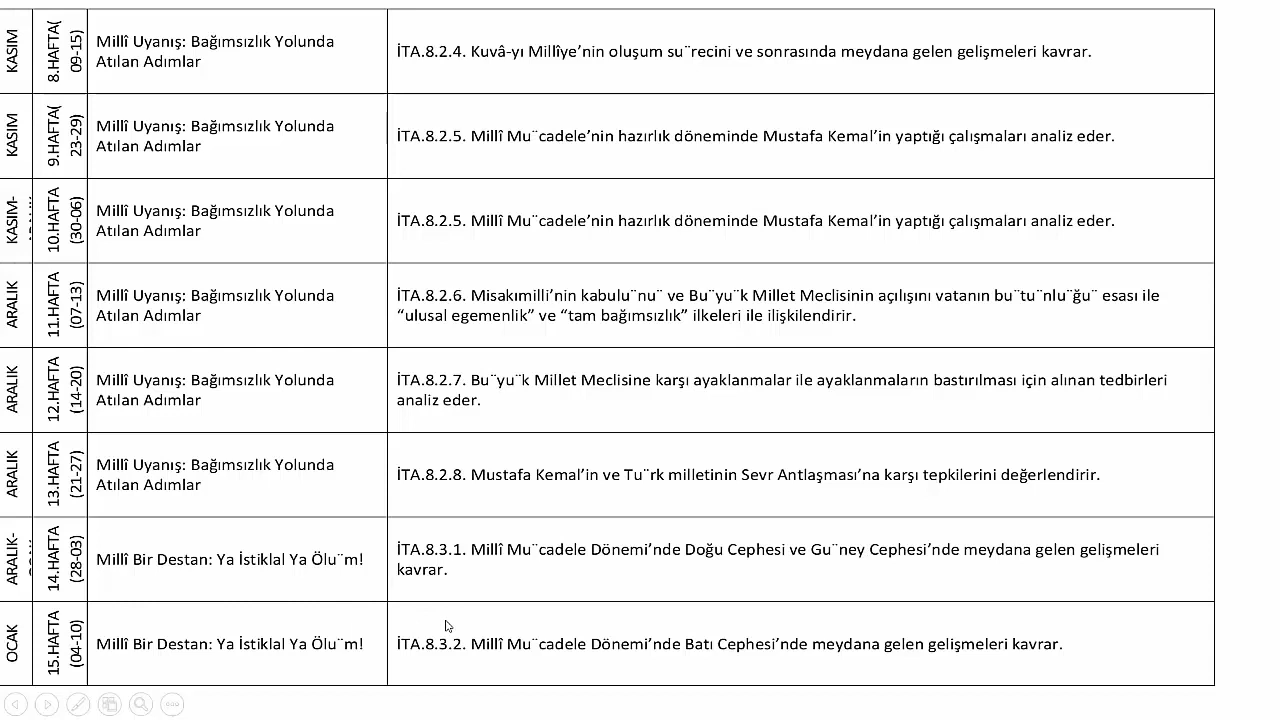 KASIM
8.HAFTA(
09-15)
Millî Uyanış: Bağımsızlık Yolunda
Atılan Adımlar
İTA.8.2.4. Kuvâ-yı Millîye’nin oluşum su¨recini ve sonrasında meydana gelen gelişmeleri kavrar.
KASIM
9.HAFTA(
23-29)
Millî Uyanış: Bağımsızlık Yolunda
Atılan Adımlar
İTA.8.2.5. Millî Mu¨cadele’nin hazırlık döneminde Mustafa Kemal’in yaptığı çalışmaları analiz eder.
KASIM-
10.HAFTA
(30-06)
Millî Uyanış: Bağımsızlık Yolunda
Atılan Adımlar
İTA.8.2.5. Millî Mu¨cadele’nin hazırlık döneminde Mustafa Kemal’in yaptığı çalışmaları analiz eder.
ARALIK
11.HAFTA
(07-13)
Millî Uyanış: Bağımsızlık Yolunda
Atılan Adımlar
İTA.8.2.6. Misakımilli’nin kabulu¨nu¨ ve Bu¨yu¨k Millet Meclisinin açılışını vatanın bu¨tu¨nlu¨ğu¨ esası ile
“ulusal egemenlik” ve “tam bağımsızlık” ilkeleri ile ilişkilendirir.
ARALIK
12.HAFTA
(14-20)
Millî Uyanış: Bağımsızlık Yolunda
Atılan Adımlar
İTA.8.2.7. Bu¨yu¨k Millet Meclisine karşı ayaklanmalar ile ayaklanmaların bastırılması için alınan tedbirleri
analiz eder.
ARALIK
13.HAFTA
(21-27)
Millî Uyanış: Bağımsızlık Yolunda
Atılan Adımlar
İTA.8.2.8. Mustafa Kemal’in ve Tu¨rk milletinin Sevr Antlaşması’na karşı tepkilerini değerlendirir.
ARALIK-
14.HAFTA
(28-03)
Millî Bir Destan: Ya İstiklal Ya Ölu¨m!
İTA.8.3.1. Millî Mu¨cadele Dönemi’nde Doğu Cephesi ve Gu¨ney Cephesi’nde meydana gelen gelişmeleri
kavrar.
OCAK
15.HAFTA
(04-10)
Millî Bir Destan: Ya İstiklal Ya Ölu¨m!
İTA.8.3.2. Millî Mu¨cadele Dönemi’nde Batı Cephesi’nde meydana gelen gelişmeleri kavrar.